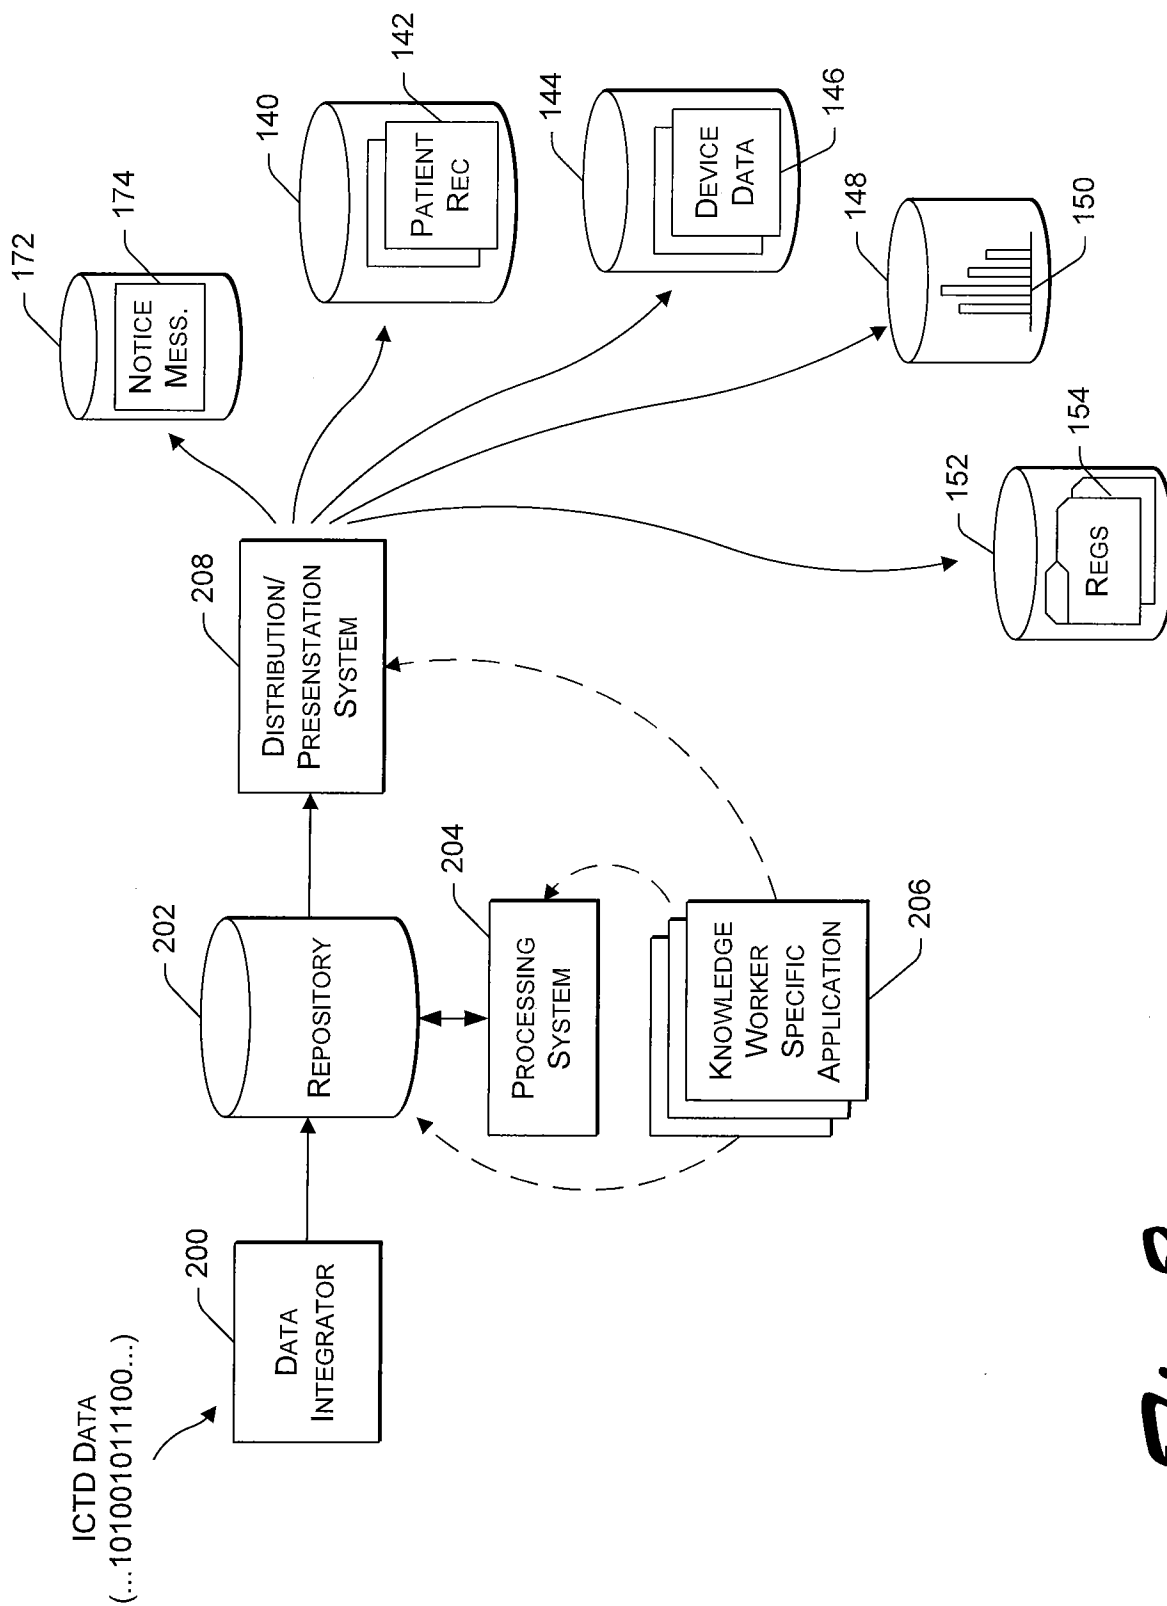 ICTD DATA
(...101001011100...)
200
DATA
INTEGRATOR
202
REPOSITORY
204
PROCESSING
SYSTEM
206
KNOWLEDGE
WORKER
SPECIFIC
APPLICATION
208
DISTRIBUTION/
PRESENSTATION
SYSTEM
172
174
NOTICE
MESS.
140
142
PATIENT
REC
144
146
DEVICE
DATA
148
150
152
154
REGS